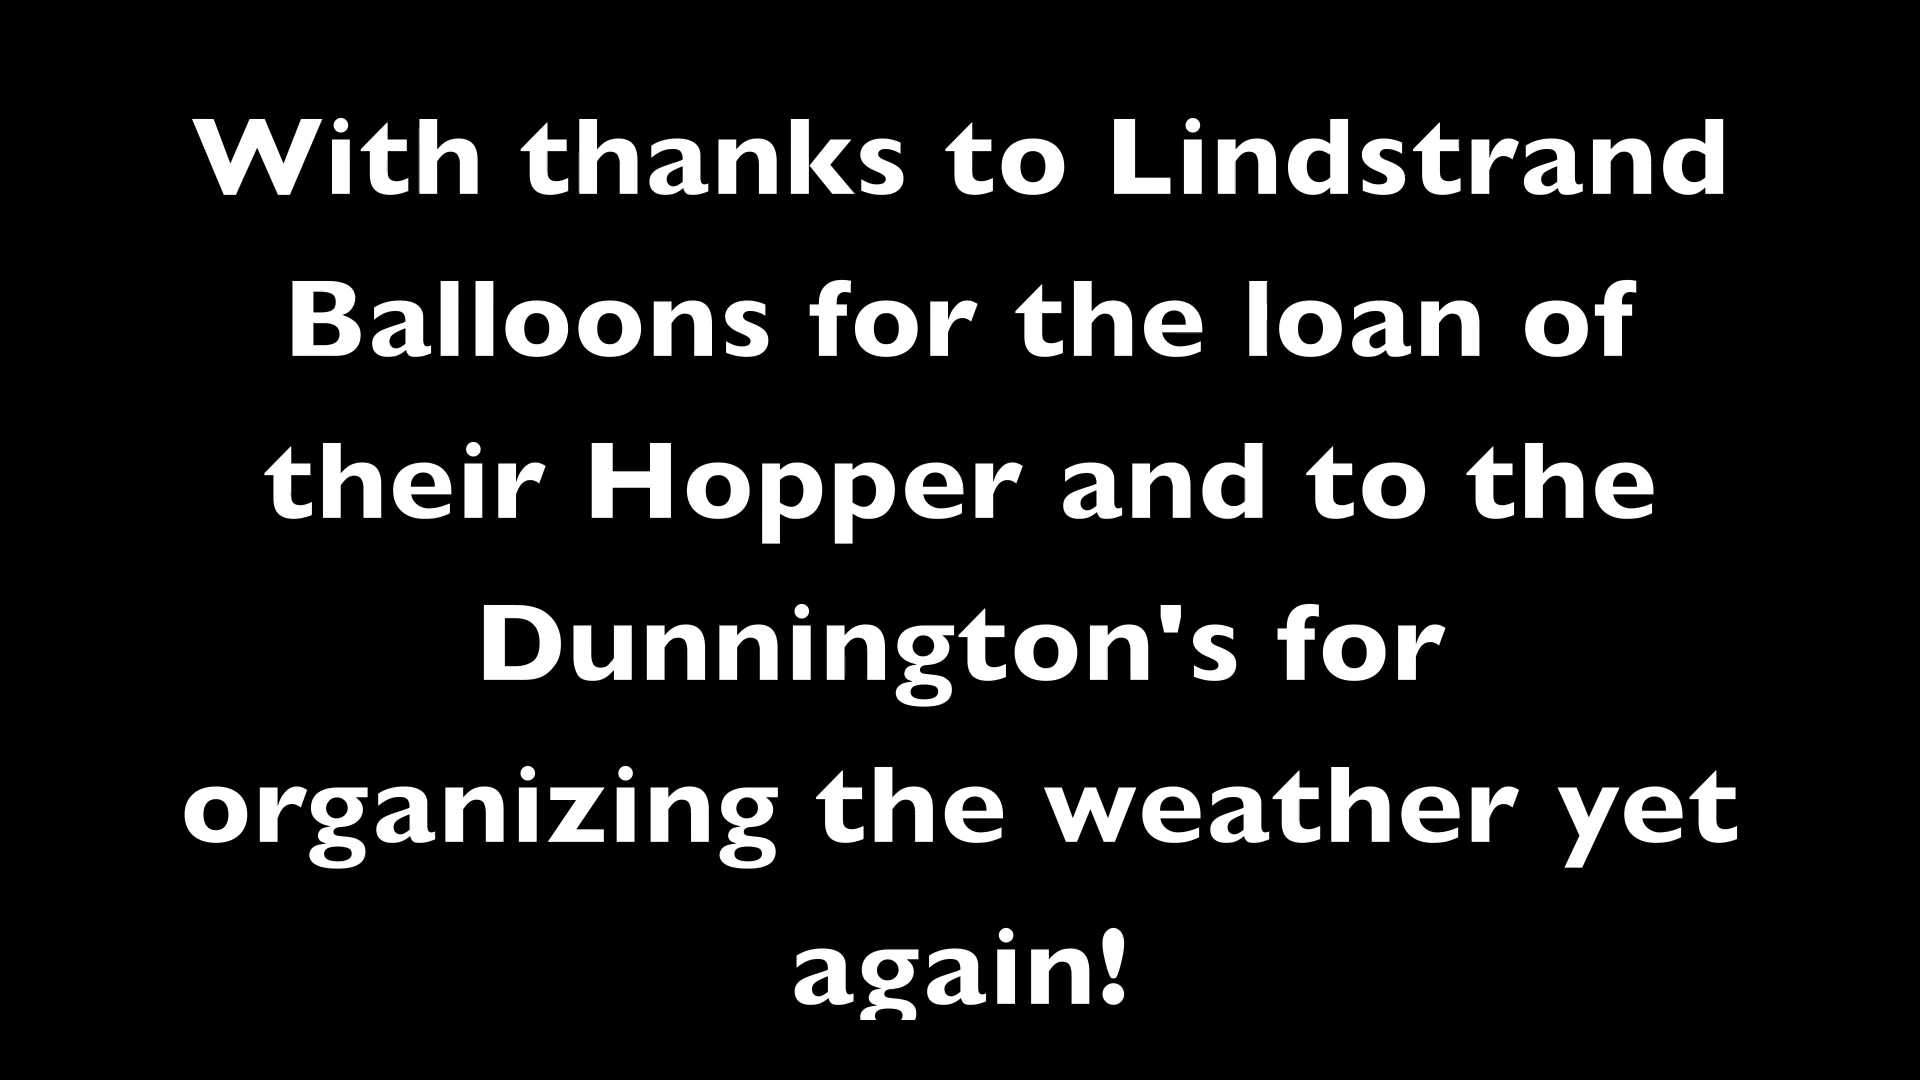 With thanks to Lindstrand
Balloons for the loan of
their Hopper and to the
Dunnington's for
organizing the weather yet
again!